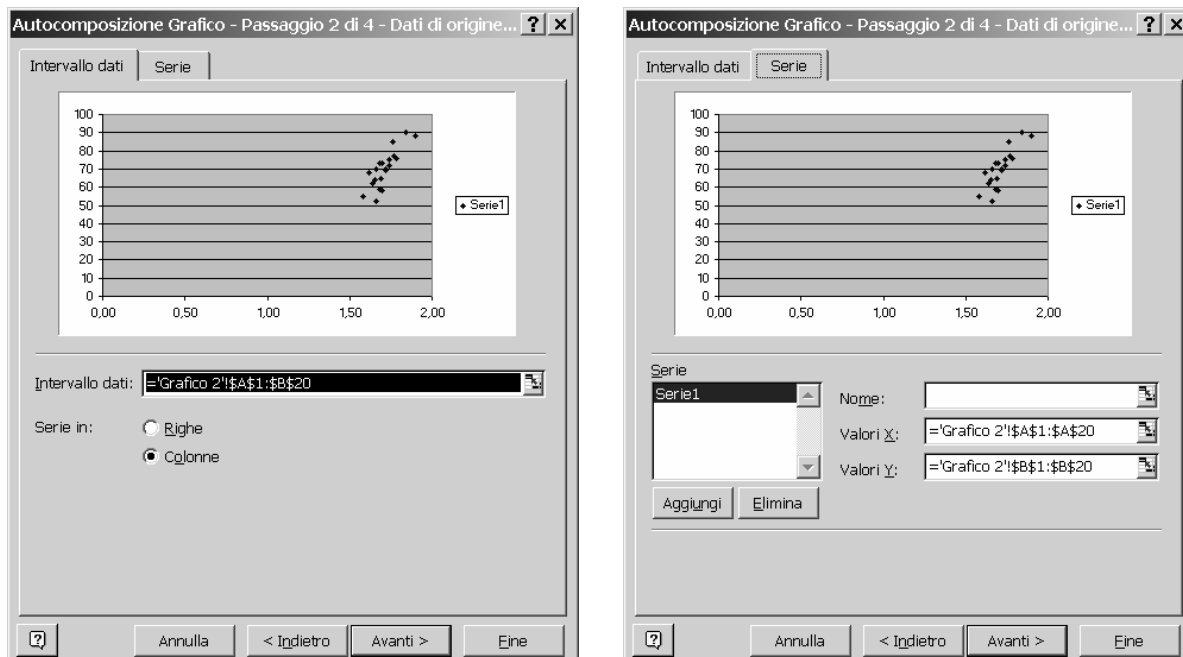 Autocomposizione Grafico - Passaggio 2 di 4 - Dati di origine...
Intervallo dati
Serie
100
90
80
70
60
50
40
30
20
10
0
0,00 0,50 1,00 1,50 2,00
Serie1
Intervallo dati: ='Grafico 2'!$A$1:$B$20
Serie in: Righe
Colonne
Annulla
< Indietro
Avanti >
Fine
Autocomposizione Grafico - Passaggio 2 di 4 - Dati di origine...
Intervallo dati
Serie
100
90
80
70
60
50
40
30
20
10
0
0,00 0,50 1,00 1,50 2,00
Serie1
Serie
Serie1
Nome:
Valori X: ='Grafico 2'!$A$1:$A$20
Valori Y: ='Grafico 2'!$B$1:$B$20
Aggiungi
Elimina
Annulla
< Indietro
Avanti >
Fine